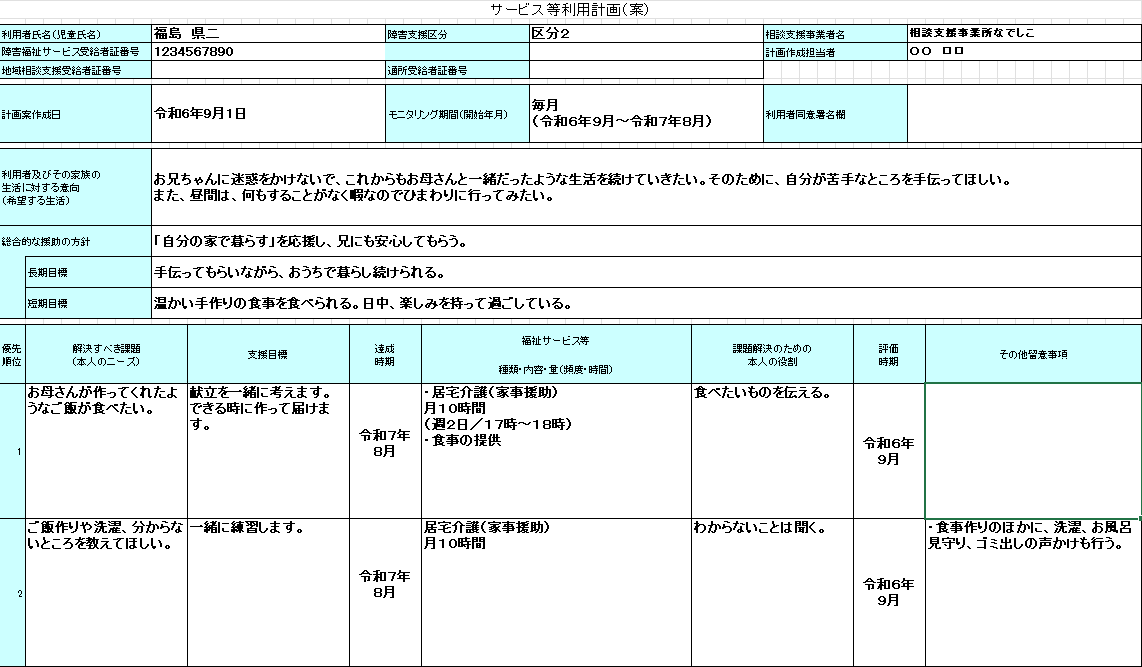 サービス等利用計画(案)
利用者氏名(児童氏名) 福島 県二 障害支援区分 区分2 相談支援事業者名 相談支援事業所なでしこ
障害福祉サービス受給者証番号 1234567890 計画作成担当者 〇〇 ロロ
地域相談支援受給者証番号 通所受給者証番号
計画案作成日 令和6年9月1日 モニタリング期間(開始年月) 毎月
(令和6年9月～令和7年8月) 利用者同意署名欄
利用者及びその家族の
生活に対する意向
(希望する生活)
お兄ちゃんに迷惑をかけないで、これからもお母さんと一緒だったような生活を続けていきたい。そのために、自分が苦手なところを手伝ってほしい。
また、昼間は、何もすることがなく暇なのでひまわりに行ってみたい。
総合的な援助の方針 「自分の家で暮らす」を応援し、兄にも安心してもらう。
長期目標 手伝ってもらいながら、おうちで暮らし続けられる。
短期目標 温かい手作りの食事を食べられる。日中、楽しみを持って過ごしている。
優先
順位
解決すべき課題
(本人のニーズ)
支援目標
達成
時期
福祉サービス等
種類・内容・量(頻度・時間)
課題解決のための
本人の役割
評価
時期
その他留意事項
1
お母さんが作ってくれたよ
うなご飯が食べたい。
献立を一緒に考えます。
できる時に作って届けま
す。
令和7年
8月
・居宅介護(家事援助)
月10時間
(週2日/17時～18時)
・食事の提供
食べたいものを伝える。
令和6年
9月
2
ご飯作りや洗濯、分からな
いところを教えてほしい。
一緒に練習します。
令和7年
8月
居宅介護(家事援助)
月10時間
わからないことは聞く。
令和6年
9月
・食事作りのほかに、洗濯、お風呂
見守り、ゴミ出しの声かけも行う。